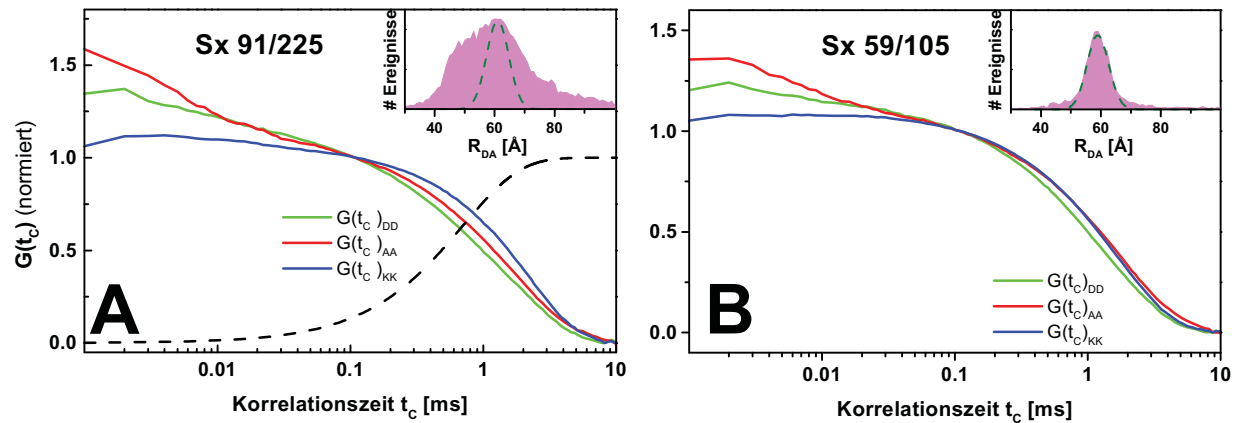 Sx 91/225
# Ereignisse
30 40 60 80
R_DA [Å]
1.5
1.0
0.5
0.0
G(t_C) (normiert)
G(t_C)_DD
G(t_C)_AA
G(t_C)_KK
A
0.01 0.1 1 10
Korrelationszeit t_C [ms]
Sx 59/105
# Ereignisse
40 60 80
R_DA [Å]
1.5
1.0
0.5
0.0
G(t_C)_DD
G(t_C)_AA
G(t_C)_KK
B
0.01 0.1 1 10
Korrelationszeit t_C [ms]